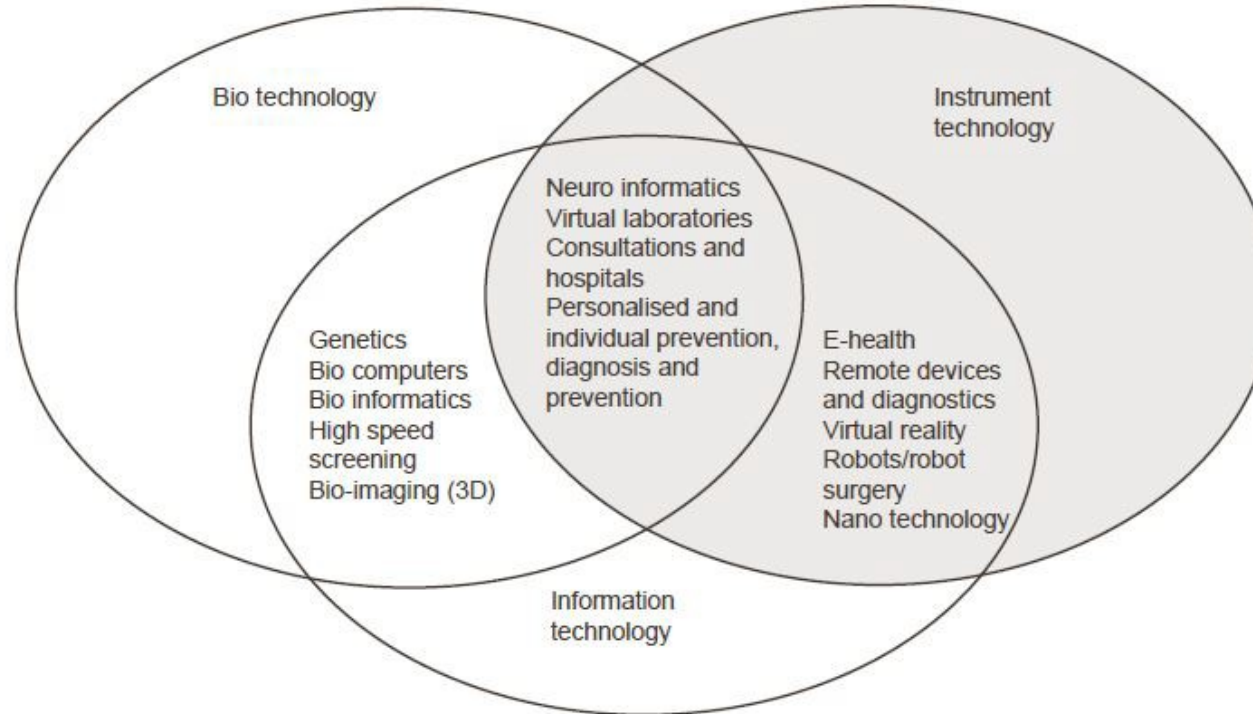 Bio technology
Instrument
technology
Neuro informatics
Virtual laboratories
Consultations and
hospitals
Personalised and
individual prevention,
diagnosis and
prevention
Genetics
Bio computers
Bio informatics
High speed
screening
Bio-imaging (3D)
E-health
Remote devices
and diagnostics
Virtual reality
Robots/robot
surgery
Nano technology
Information
technology